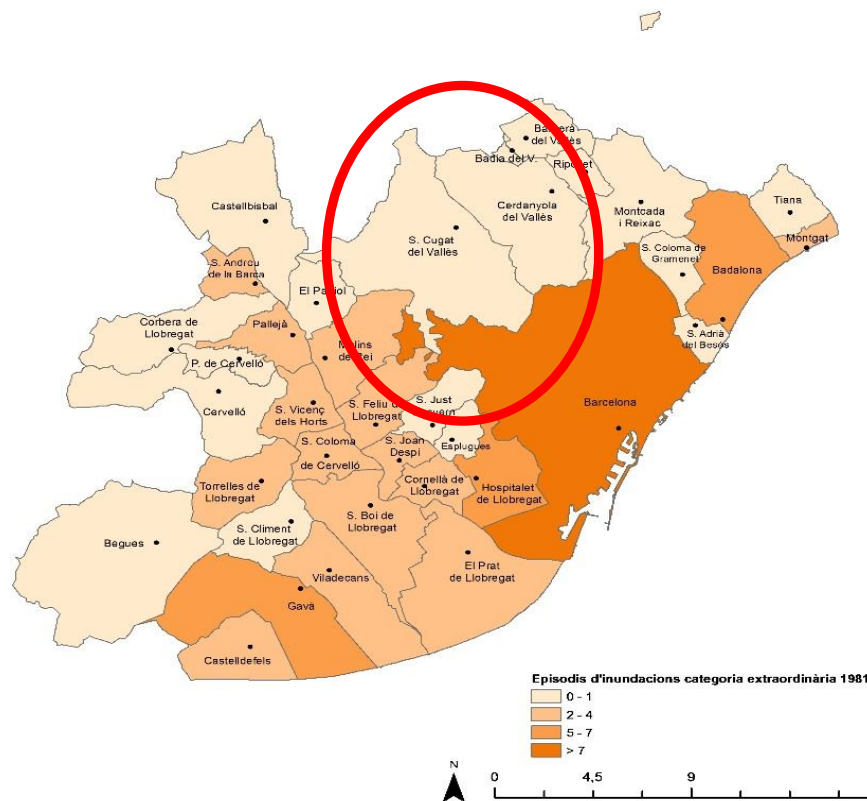 Barberà
del Vallès
Badia del V.
Ripollet
Castellbisbal
Cerdanyola
del Vallès
Tiana
Montcada
i Reixac
S. Cugat
del Vallès
Montgat
S. Coloma de
Gramenet
S. Andreu
de la Barca
Badalona
El Papiol
Corbera de
Llobregat
Pallejà
S. Adrià
del Besòs
Molins
de Rei
P. de Cervelló
Cervelló
S. Vicenç
dels Horts
S. Feliu de
Llobregat
S. Just
Desvern
Barcelona
Esplugues
S. Coloma
de Cervelló
S. Joan
Despí
Torrelles de
Llobregat
Cornellà de
Llobregat
Hospitalet
de Llobregat
S. Boi de
Llobregat
S. Climent
de Llobregat
Begues
El Prat
de Llobregat
Viladecans
Gavà
Castelldefels
Episodis d'inundacions categoria extraordinària 1981
0 - 1
2 - 4
5 - 7
> 7
N
0 4,5 9